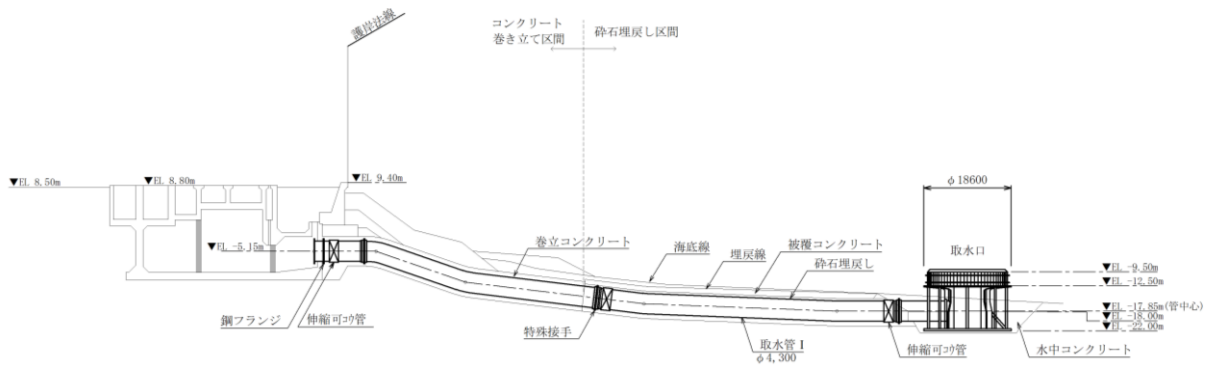 護岸法線
コンクリート
巻き立て区間
砕石埋戻し区間
▼EL 8,50m
▼EL 8,80m
▼EL 9,40m
φ18600
取水口
▼EL -5,15m
巻立コンクリート
海底線
埋戻線
被覆コンクリート
砕石埋戻し
▼EL -9,50m
▼EL -12,50m
▼EL -17,85m(管中心)
▼EL -18,00m
▼EL -22,00m
鋼フランジ
伸縮可ｺｳ管
特殊接手
取水管Ⅰ
φ4,300
伸縮可ｺｳ管
水中コンクリート